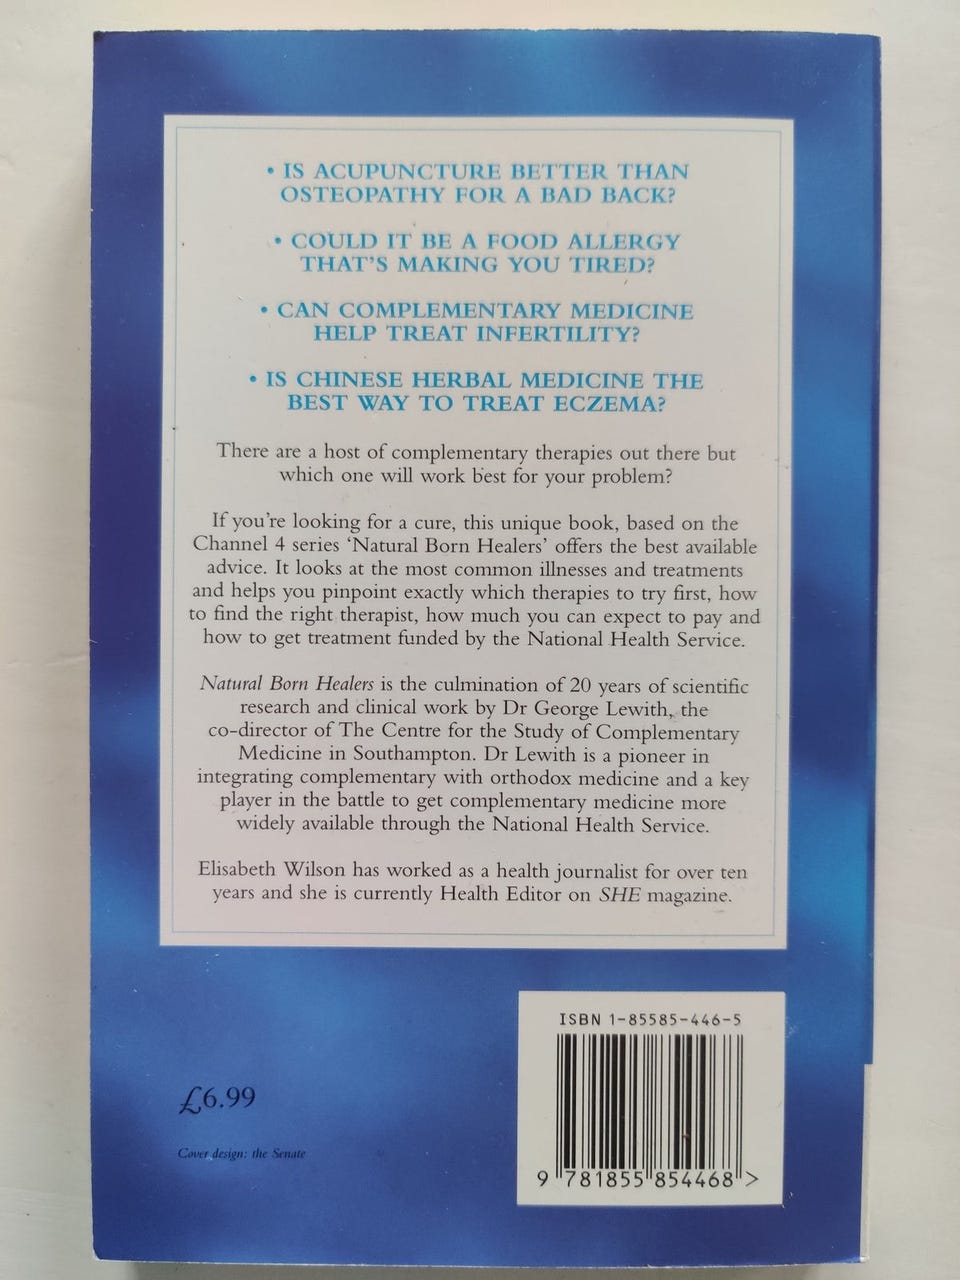 • IS ACUPUNCTURE BETTER THAN
OSTEOPATHY FOR A BAD BACK?
• COULD IT BE A FOOD ALLERGY
THAT'S MAKING YOU TIRED?
• CAN COMPLEMENTARY MEDICINE
HELP TREAT INFERTILITY?
• IS CHINESE HERBAL MEDICINE THE
BEST WAY TO TREAT ECZEMA?
There are a host of complementary therapies out there but
which one will work best for your problem?
If you're looking for a cure, this unique book, based on the
Channel 4 series 'Natural Born Healers' offers the best available
advice. It looks at the most common illnesses and treatments
and helps you pinpoint exactly which therapies to try first, how
to find the right therapist, how much you can expect to pay and
how to get treatment funded by the National Health Service.
Natural Born Healers is the culmination of 20 years of scientific
research and clinical work by Dr George Lewith, the
co-director of The Centre for the Study of Complementary
Medicine in Southampton. Dr Lewith is a pioneer in
integrating complementary with orthodox medicine and a key
player in the battle to get complementary medicine more
widely available through the National Health Service.
Elisabeth Wilson has worked as a health journalist for over ten
years and she is currently Health Editor on SHE magazine.
ISBN 1-85585-446-5
£6.99
Cover design: the Senate
9 781855 854468 >